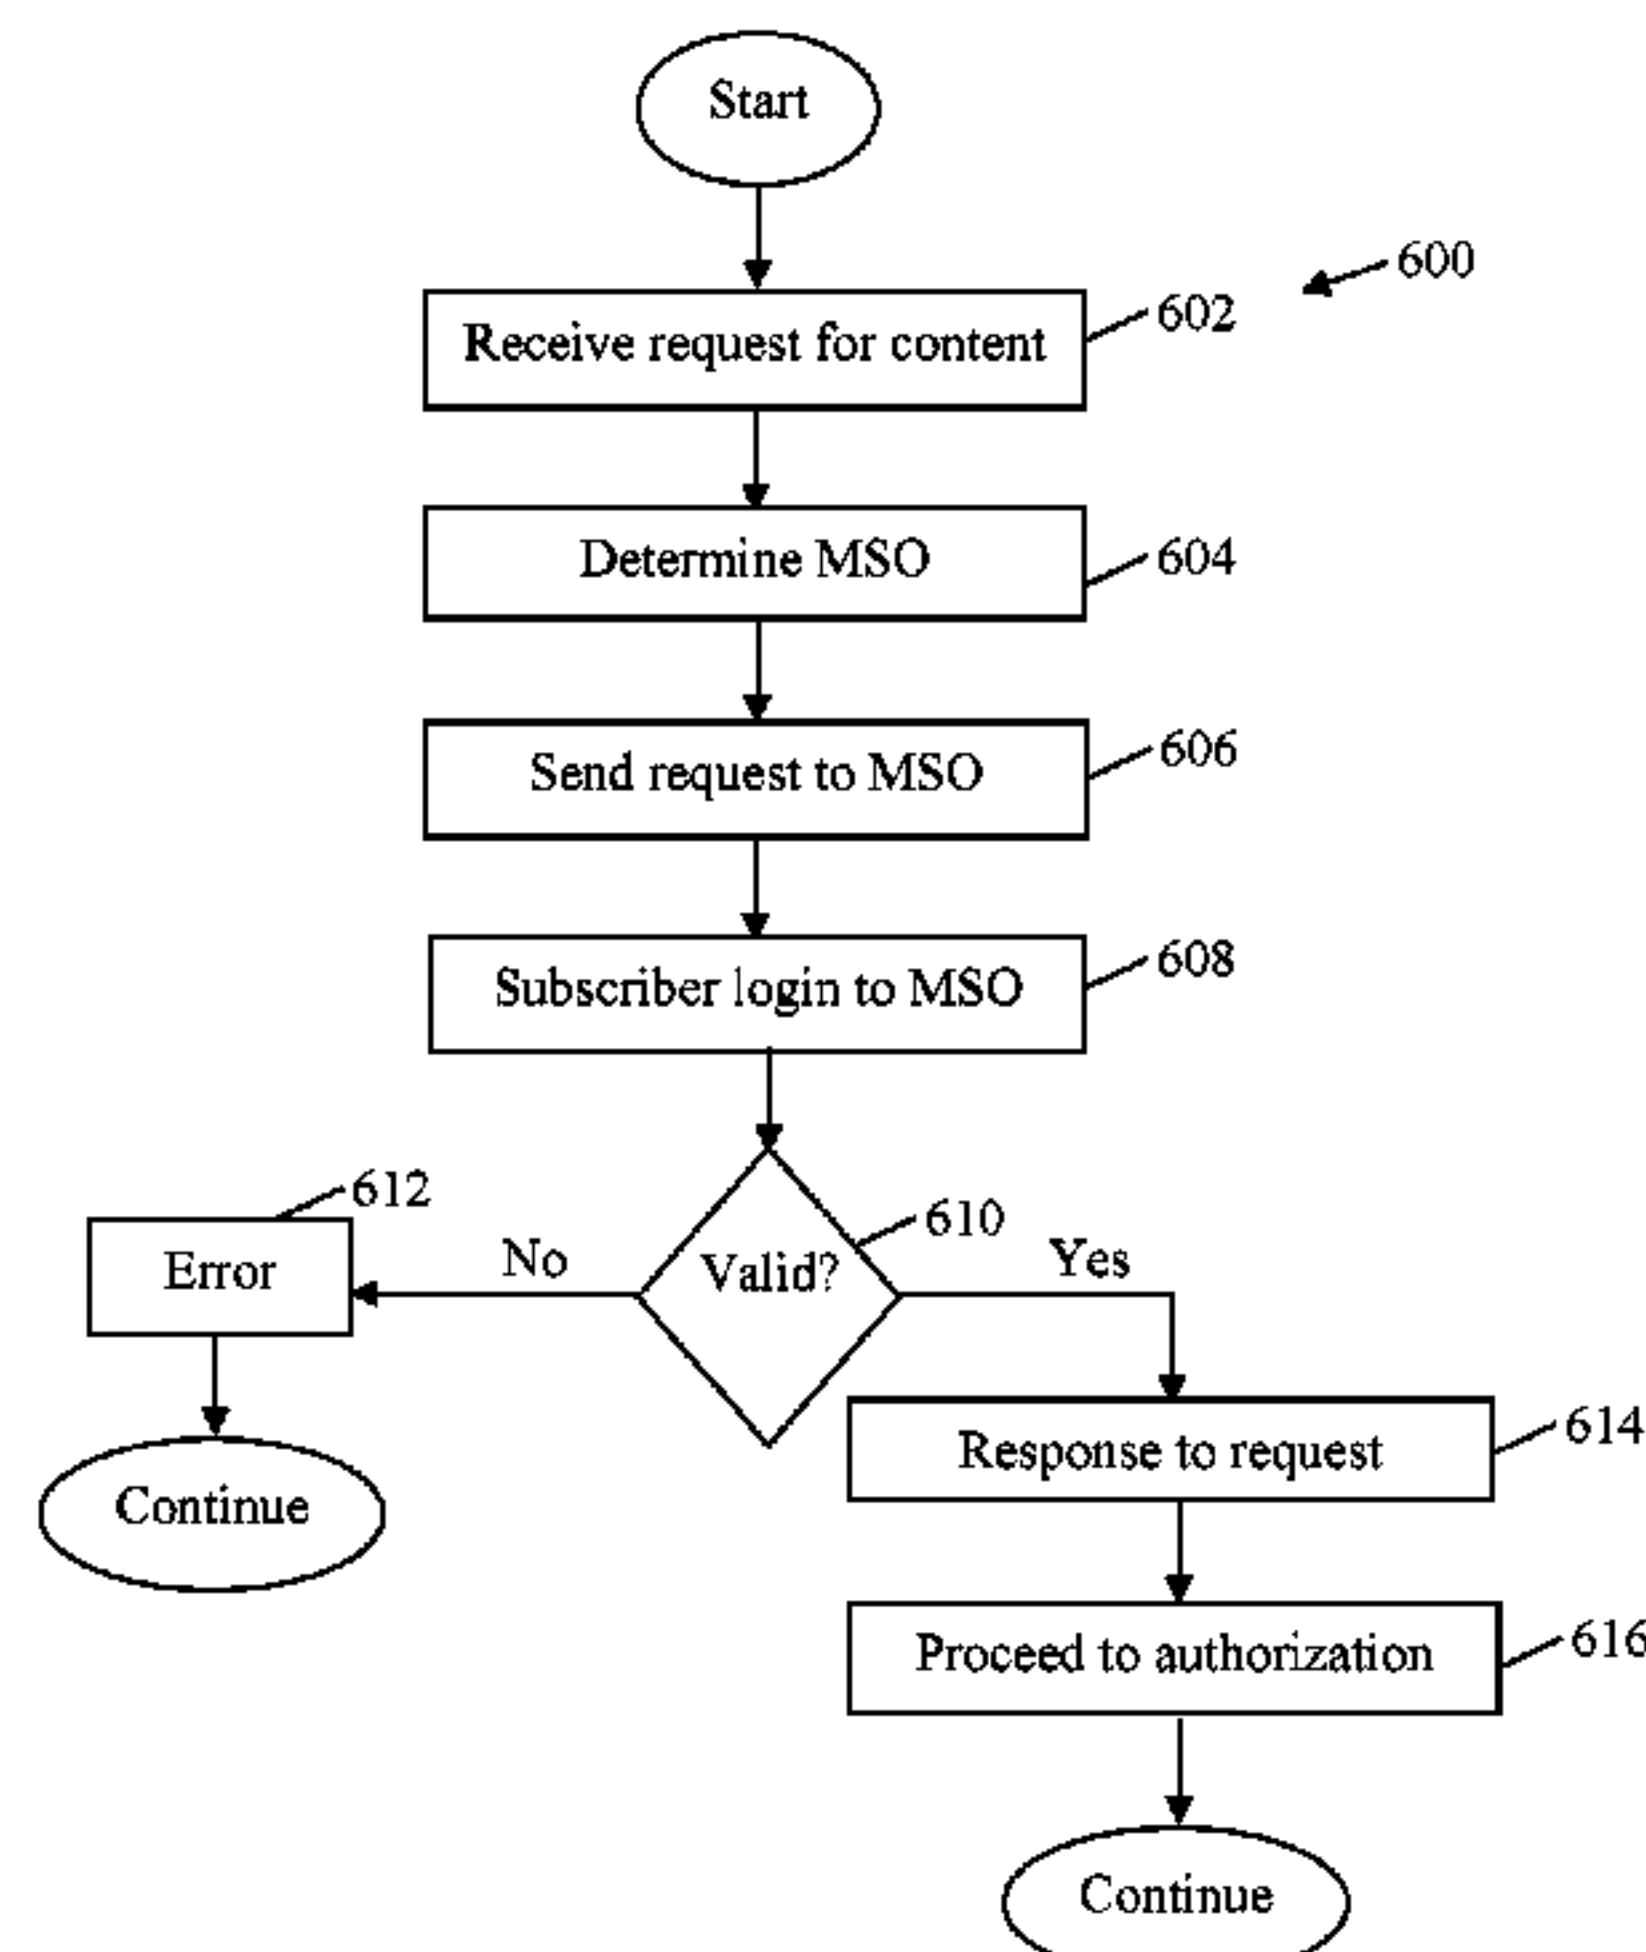 Start
600
Receive request for content
602
Determine MSO
604
Send request to MSO
606
Subscriber login to MSO
608
612
610
Error
No
Valid?
Yes
Response to request
614
Continue
Proceed to authorization
616
Continue